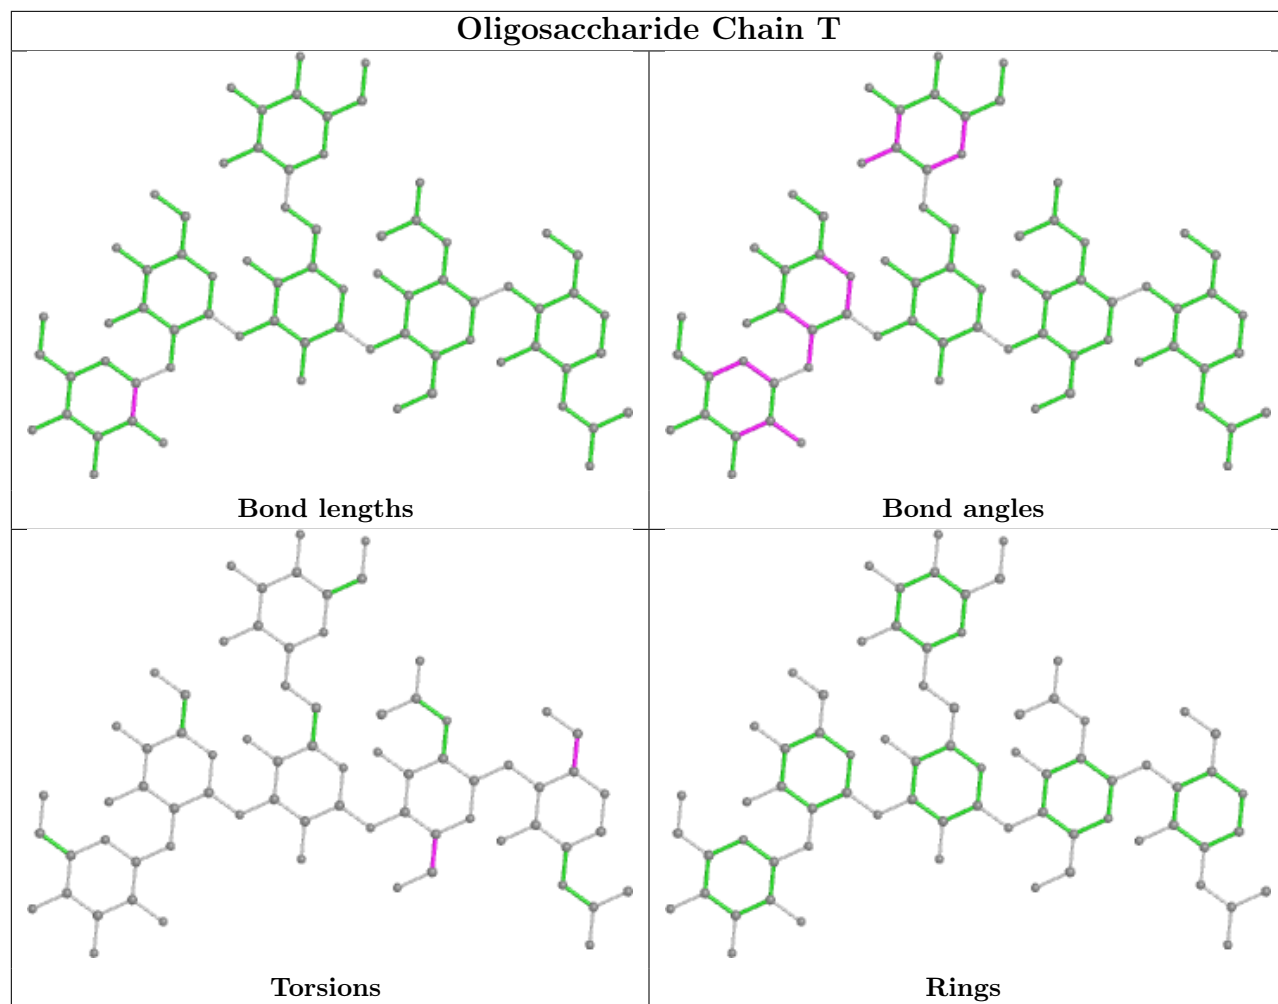 Oligosaccharide Chain T
Bond lengths
Bond angles
Torsions
Rings